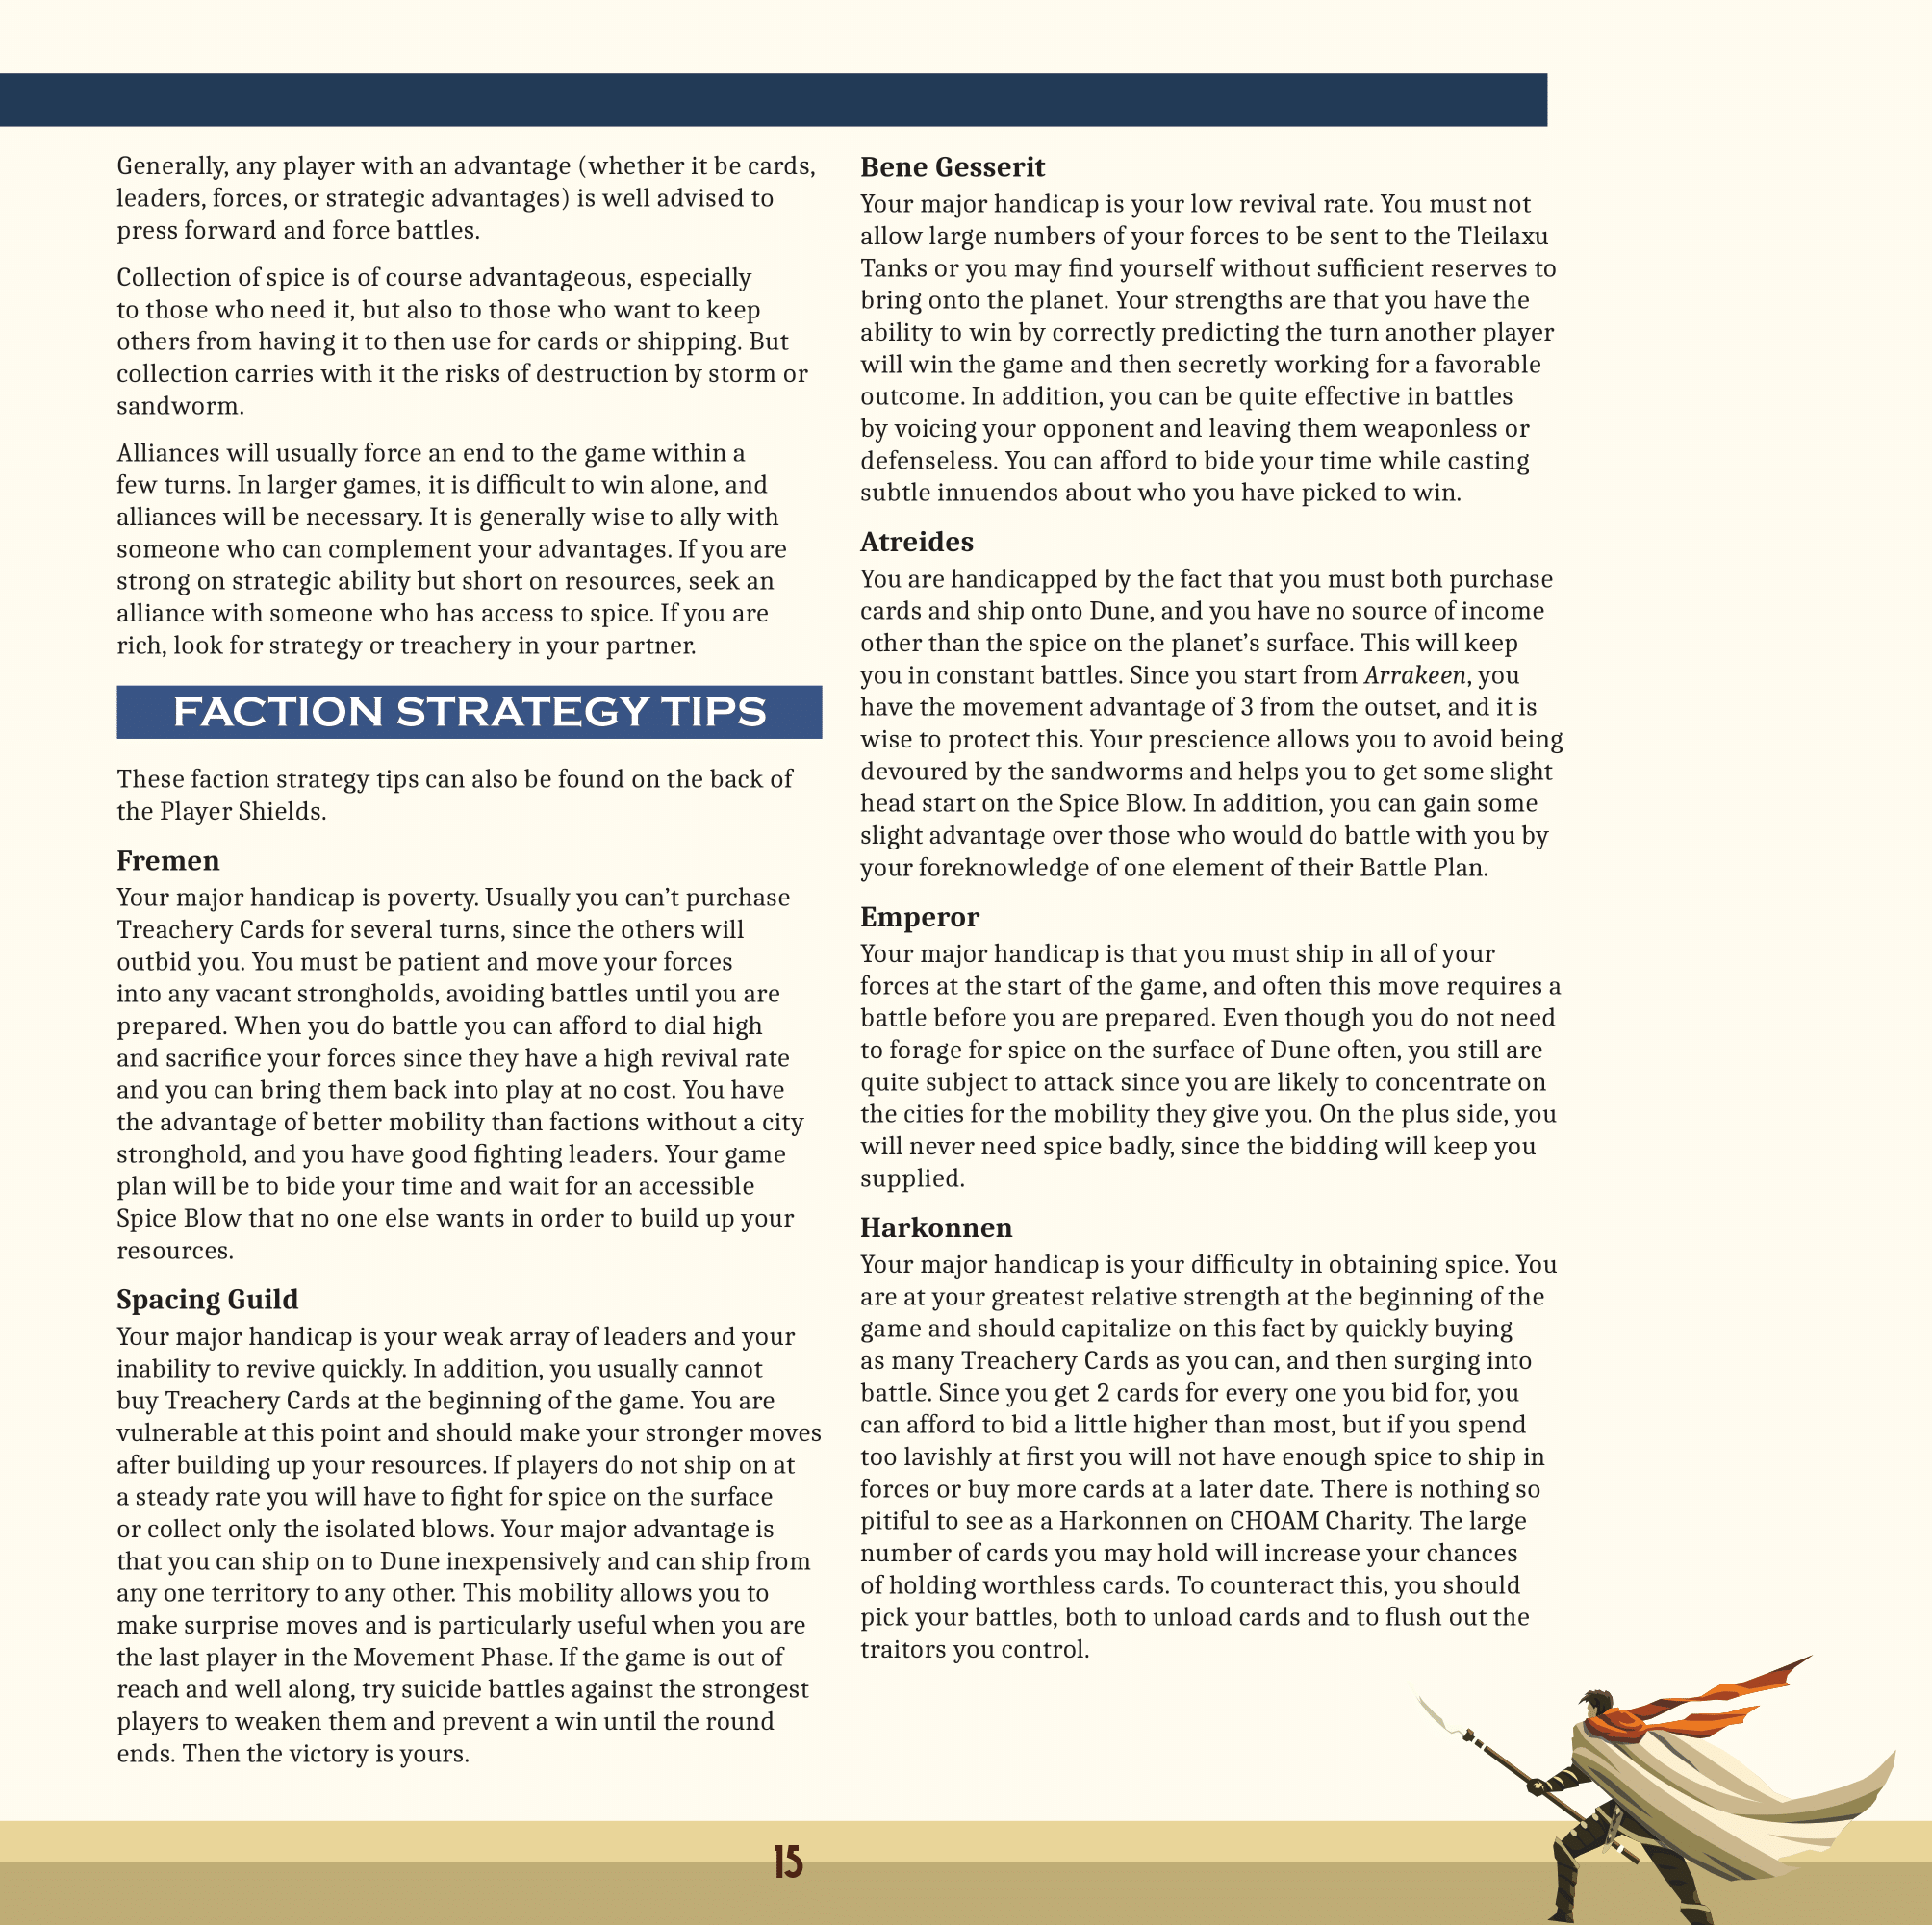 Generally, any player with an advantage (whether it be cards,
leaders, forces, or strategic advantages) is well advised to
press forward and force battles.
Collection of spice is of course advantageous, especially
to those who need it, but also to those who want to keep
others from having it to then use for cards or shipping. But
collection carries with it the risks of destruction by storm or
sandworm.
Alliances will usually force an end to the game within a
few turns. In larger games, it is difficult to win alone, and
alliances will be necessary. It is generally wise to ally with
someone who can complement your advantages. If you are
strong on strategic ability but short on resources, seek an
alliance with someone who has access to spice. If you are
rich, look for strategy or treachery in your partner.
FACTION STRATEGY TIPS
These faction strategy tips can also be found on the back of
the Player Shields.
Fremen
Your major handicap is poverty. Usually you can’t purchase
Treachery Cards for several turns, since the others will
outbid you. You must be patient and move your forces
into any vacant strongholds, avoiding battles until you are
prepared. When you do battle you can afford to dial high
and sacrifice your forces since they have a high revival rate
and you can bring them back into play at no cost. You have
the advantage of better mobility than factions without a city
stronghold, and you have good fighting leaders. Your game
plan will be to bide your time and wait for an accessible
Spice Blow that no one else wants in order to build up your
resources.
Spacing Guild
Your major handicap is your weak array of leaders and your
inability to revive quickly. In addition, you usually cannot
buy Treachery Cards at the beginning of the game. You are
vulnerable at this point and should make your stronger moves
after building up your resources. If players do not ship on at
a steady rate you will have to fight for spice on the surface
or collect only the isolated blows. Your major advantage is
that you can ship on to Dune inexpensively and can ship from
any one territory to any other. This mobility allows you to
make surprise moves and is particularly useful when you are
the last player in the Movement Phase. If the game is out of
reach and well along, try suicide battles against the strongest
players to weaken them and prevent a win until the round
ends. Then the victory is yours.
Bene Gesserit
Your major handicap is your low revival rate. You must not
allow large numbers of your forces to be sent to the Tleilaxu
Tanks or you may find yourself without sufficient reserves to
bring onto the planet. Your strengths are that you have the
ability to win by correctly predicting the turn another player
will win the game and then secretly working for a favorable
outcome. In addition, you can be quite effective in battles
by voicing your opponent and leaving them weaponless or
defenseless. You can afford to bide your time while casting
subtle innuendos about who you have picked to win.
Atreides
You are handicapped by the fact that you must both purchase
cards and ship onto Dune, and you have no source of income
other than the spice on the planet’s surface. This will keep
you in constant battles. Since you start from Arrakeen, you
have the movement advantage of 3 from the outset, and it is
wise to protect this. Your prescience allows you to avoid being
devoured by the sandworms and helps you to get some slight
head start on the Spice Blow. In addition, you can gain some
slight advantage over those who would do battle with you by
your foreknowledge of one element of their Battle Plan.
Emperor
Your major handicap is that you must ship in all of your
forces at the start of the game, and often this move requires a
battle before you are prepared. Even though you do not need
to forage for spice on the surface of Dune often, you still are
quite subject to attack since you are likely to concentrate on
the cities for the mobility they give you. On the plus side, you
will never need spice badly, since the bidding will keep you
supplied.
Harkonnen
Your major handicap is your difficulty in obtaining spice. You
are at your greatest relative strength at the beginning of the
game and should capitalize on this fact by quickly buying
as many Treachery Cards as you can, and then surging into
battle. Since you get 2 cards for every one you bid for, you
can afford to bid a little higher than most, but if you spend
too lavishly at first you will not have enough spice to ship in
forces or buy more cards at a later date. There is nothing so
pitiful to see as a Harkonnen on CHOAM Charity. The large
number of cards you may hold will increase your chances
of holding worthless cards. To counteract this, you should
pick your battles, both to unload cards and to flush out the
traitors you control.
15